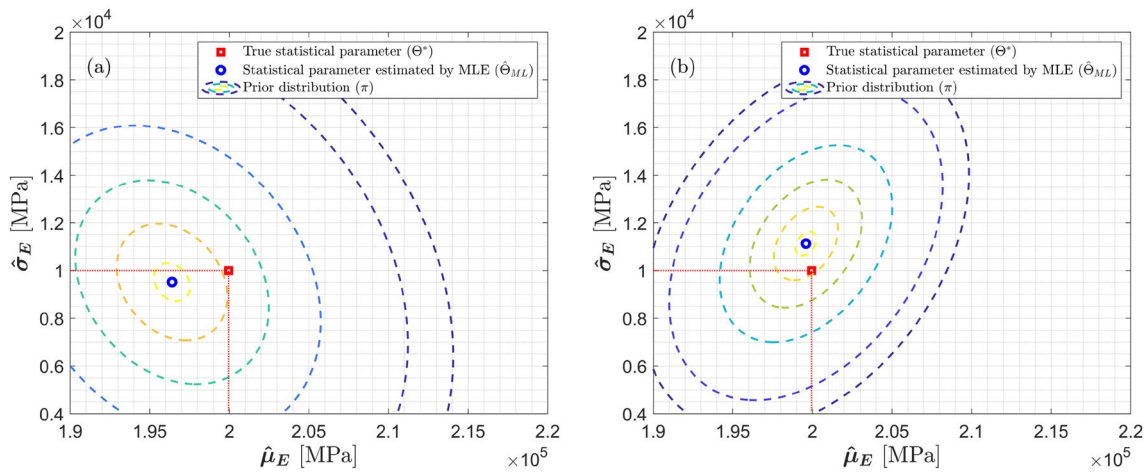 ×10⁴
2
1.8
1.6
1.4
1.2
1
0.8
0.6
0.4
σ̂_E [MPa]
(a)
True statistical parameter (Θ*)
Statistical parameter estimated by MLE (Θ̂_ML)
Prior distribution (π)
1.9 1.95 2 2.05 2.1 2.15 2.2
μ̂_E [MPa]
×10⁵
×10⁴
2
1.8
1.6
1.4
1.2
1
0.8
0.6
0.4
σ̂_E [MPa]
(b)
True statistical parameter (Θ*)
Statistical parameter estimated by MLE (Θ̂_ML)
Prior distribution (π)
1.9 1.95 2 2.05 2.1 2.15 2.2
μ̂_E [MPa]
×10⁵